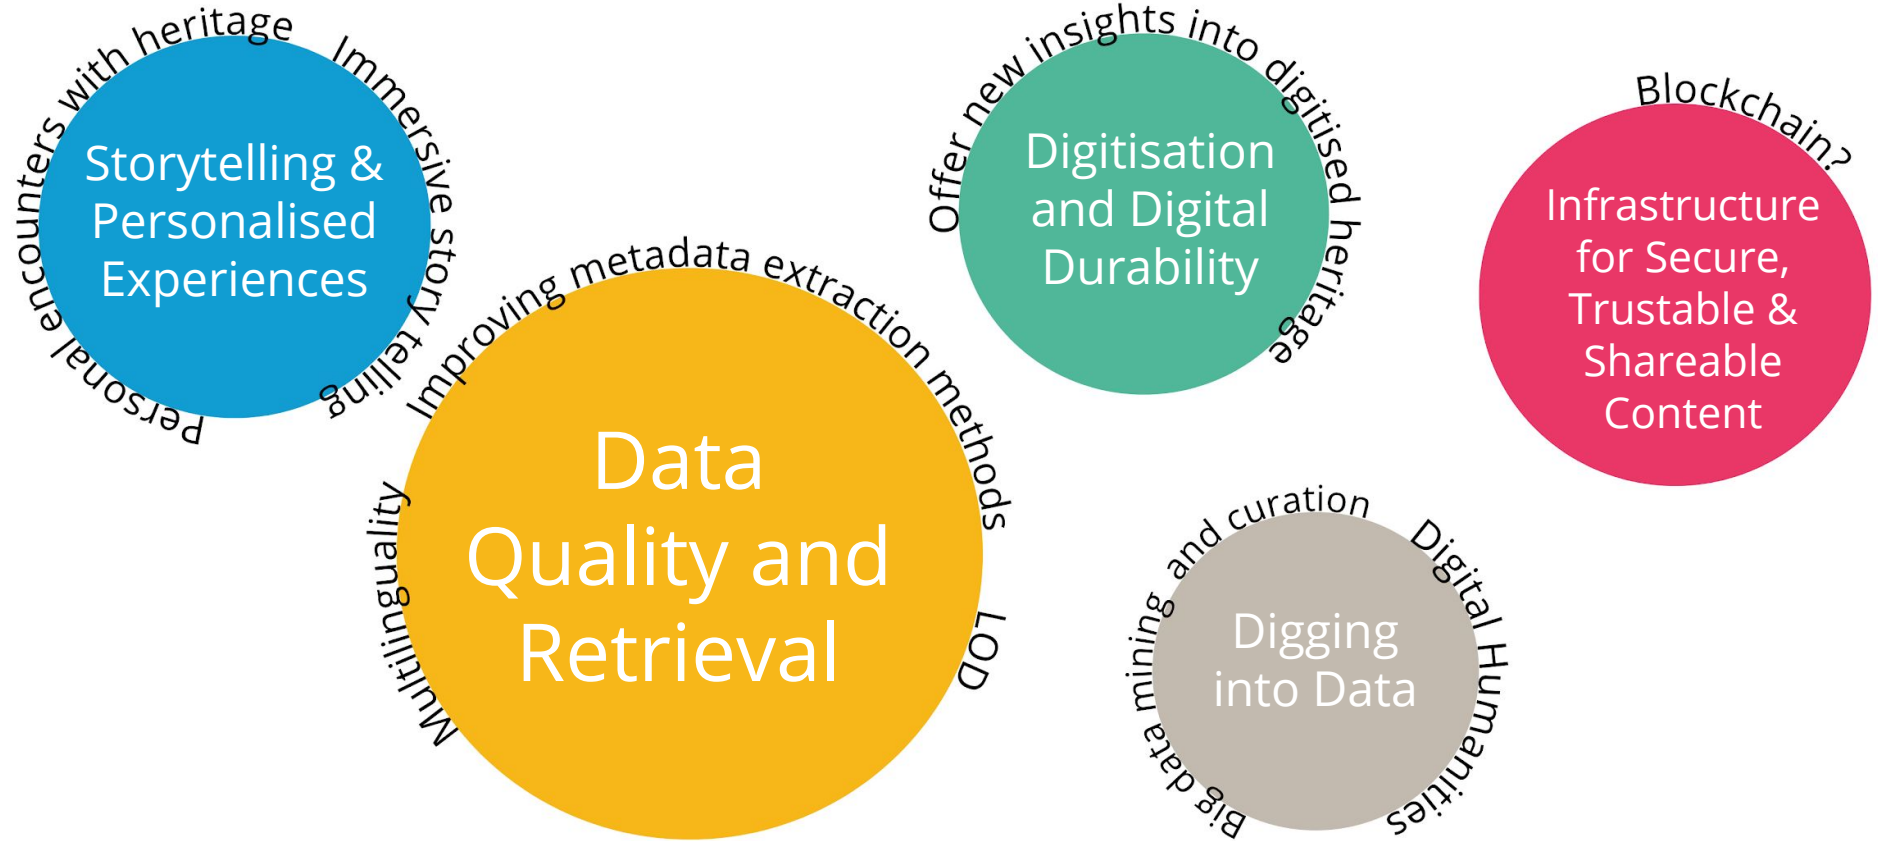 Personal encounters with heritage
Immersive story telling
Storytelling &
Personalised
Experiences
Improving metadata extraction methods
Multilinguality
LOD
Data
Quality and
Retrieval
Offer new insights into digitised heritage
Digitisation
and Digital
Durability
Blockchain?
Infrastructure
for Secure,
Trustable &
Shareable
Content
Big data mining and curation
Digital Humanities
Digging
into Data